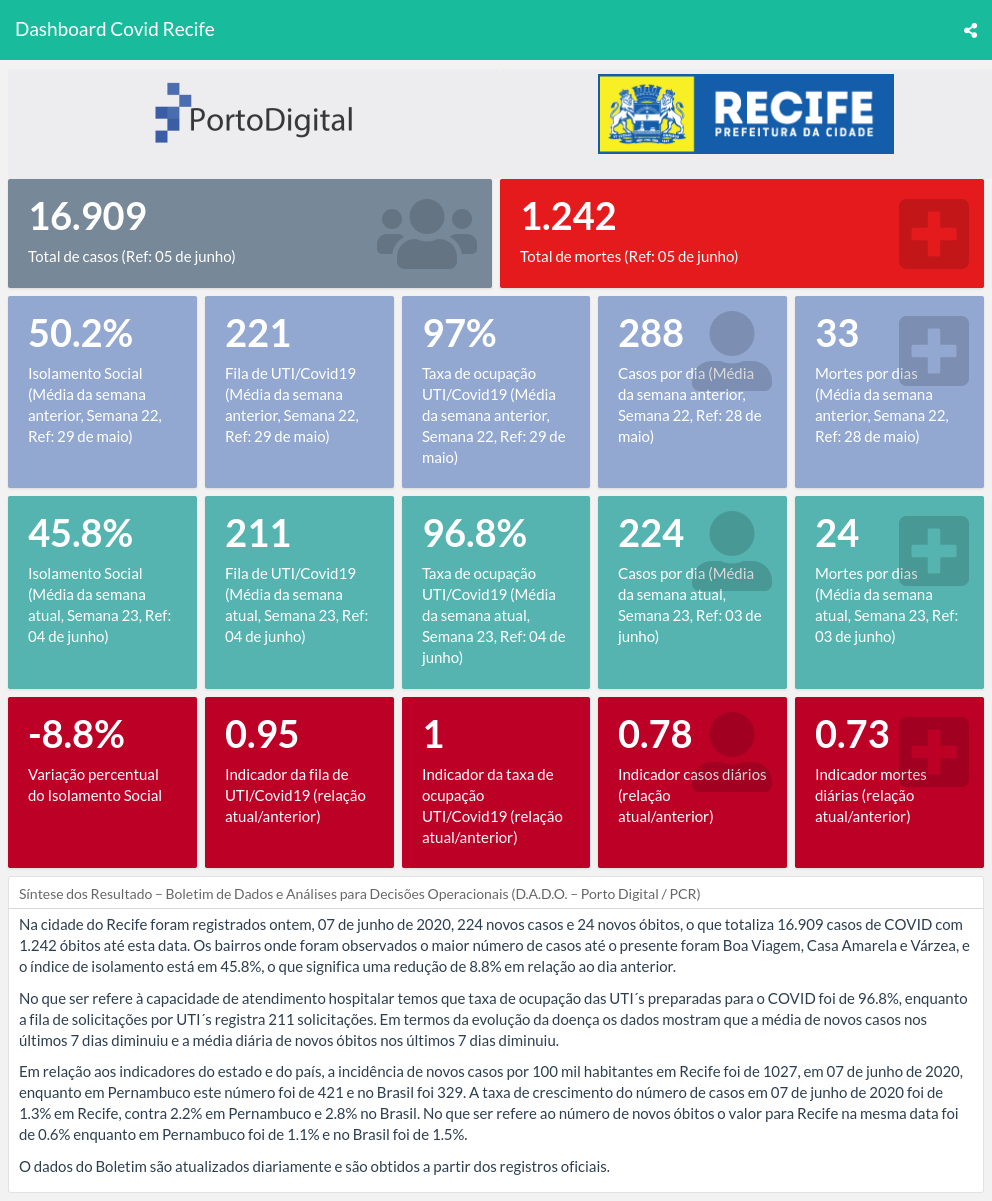 Dashboard Covid Recife
PortoDigital
RECIFE
PREFEITURA DA CIDADE
16.909
Total de casos (Ref: 05 de junho)
1.242
Total de mortes (Ref: 05 de junho)
50.2%
Isolamento Social
(Média da semana
anterior, Semana 22,
Ref: 29 de maio)
221
Fila de UTI/Covid19
(Média da semana
anterior, Semana 22,
Ref: 29 de maio)
97%
Taxa de ocupação
UTI/Covid19 (Média
da semana anterior,
Semana 22, Ref: 29 de
maio)
288
Casos por dia (Média
da semana anterior,
Semana 22, Ref: 28 de
maio)
33
Mortes por dias
(Média da semana
anterior, Semana 22,
Ref: 28 de maio)
45.8%
Isolamento Social
(Média da semana
atual, Semana 23, Ref:
04 de junho)
211
Fila de UTI/Covid19
(Média da semana
atual, Semana 23, Ref:
04 de junho)
96.8%
Taxa de ocupação
UTI/Covid19 (Média
da semana atual,
Semana 23, Ref: 04 de
junho)
224
Casos por dia (Média
da semana atual,
Semana 23, Ref: 03 de
junho)
24
Mortes por dias
(Média da semana
atual, Semana 23, Ref:
03 de junho)
-8.8%
Variação percentual
do Isolamento Social
0.95
Indicador da fila de
UTI/Covid19 (relação
atual/anterior)
1
Indicador da taxa de
ocupação
UTI/Covid19 (relação
atual/anterior)
0.78
Indicador casos diários
(relação
atual/anterior)
0.73
Indicador mortes
diárias (relação
atual/anterior)
Síntese dos Resultado – Boletim de Dados e Análises para Decisões Operacionais (D.A.D.O. – Porto Digital / PCR)
Na cidade do Recife foram registrados ontem, 07 de junho de 2020, 224 novos casos e 24 novos óbitos, o que totaliza 16.909 casos de COVID com
1.242 óbitos até esta data. Os bairros onde foram observados o maior número de casos até o presente foram Boa Viagem, Casa Amarela e Várzea, e
o índice de isolamento está em 45.8%, o que significa uma redução de 8.8% em relação ao dia anterior.
No que ser refere à capacidade de atendimento hospitalar temos que taxa de ocupação das UTI´s preparadas para o COVID foi de 96.8%, enquanto
a fila de solicitações por UTI´s registra 211 solicitações. Em termos da evolução da doença os dados mostram que a média de novos casos nos
últimos 7 dias diminuiu e a média diária de novos óbitos nos últimos 7 dias diminuiu.
Em relação aos indicadores do estado e do país, a incidência de novos casos por 100 mil habitantes em Recife foi de 1027, em 07 de junho de 2020,
enquanto em Pernambuco este número foi de 421 e no Brasil foi 329. A taxa de crescimento do número de casos em 07 de junho de 2020 foi de
1.3% em Recife, contra 2.2% em Pernambuco e 2.8% no Brasil. No que ser refere ao número de novos óbitos o valor para Recife na mesma data foi
de 0.6% enquanto em Pernambuco foi de 1.1% e no Brasil foi de 1.5%.
O dados do Boletim são atualizados diariamente e são obtidos a partir dos registros oficiais.